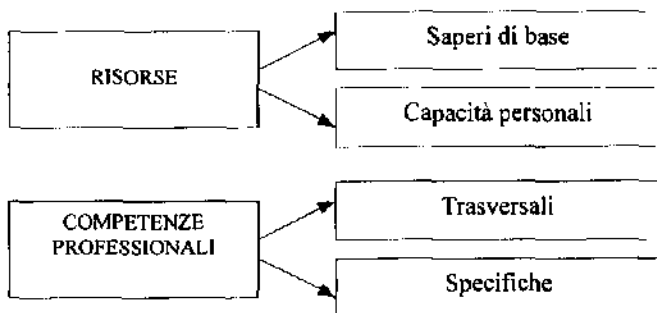 RISORSE
Saperi di base
Capacità personali
COMPETENZE
PROFESSIONALI
Trasversali
Specifiche